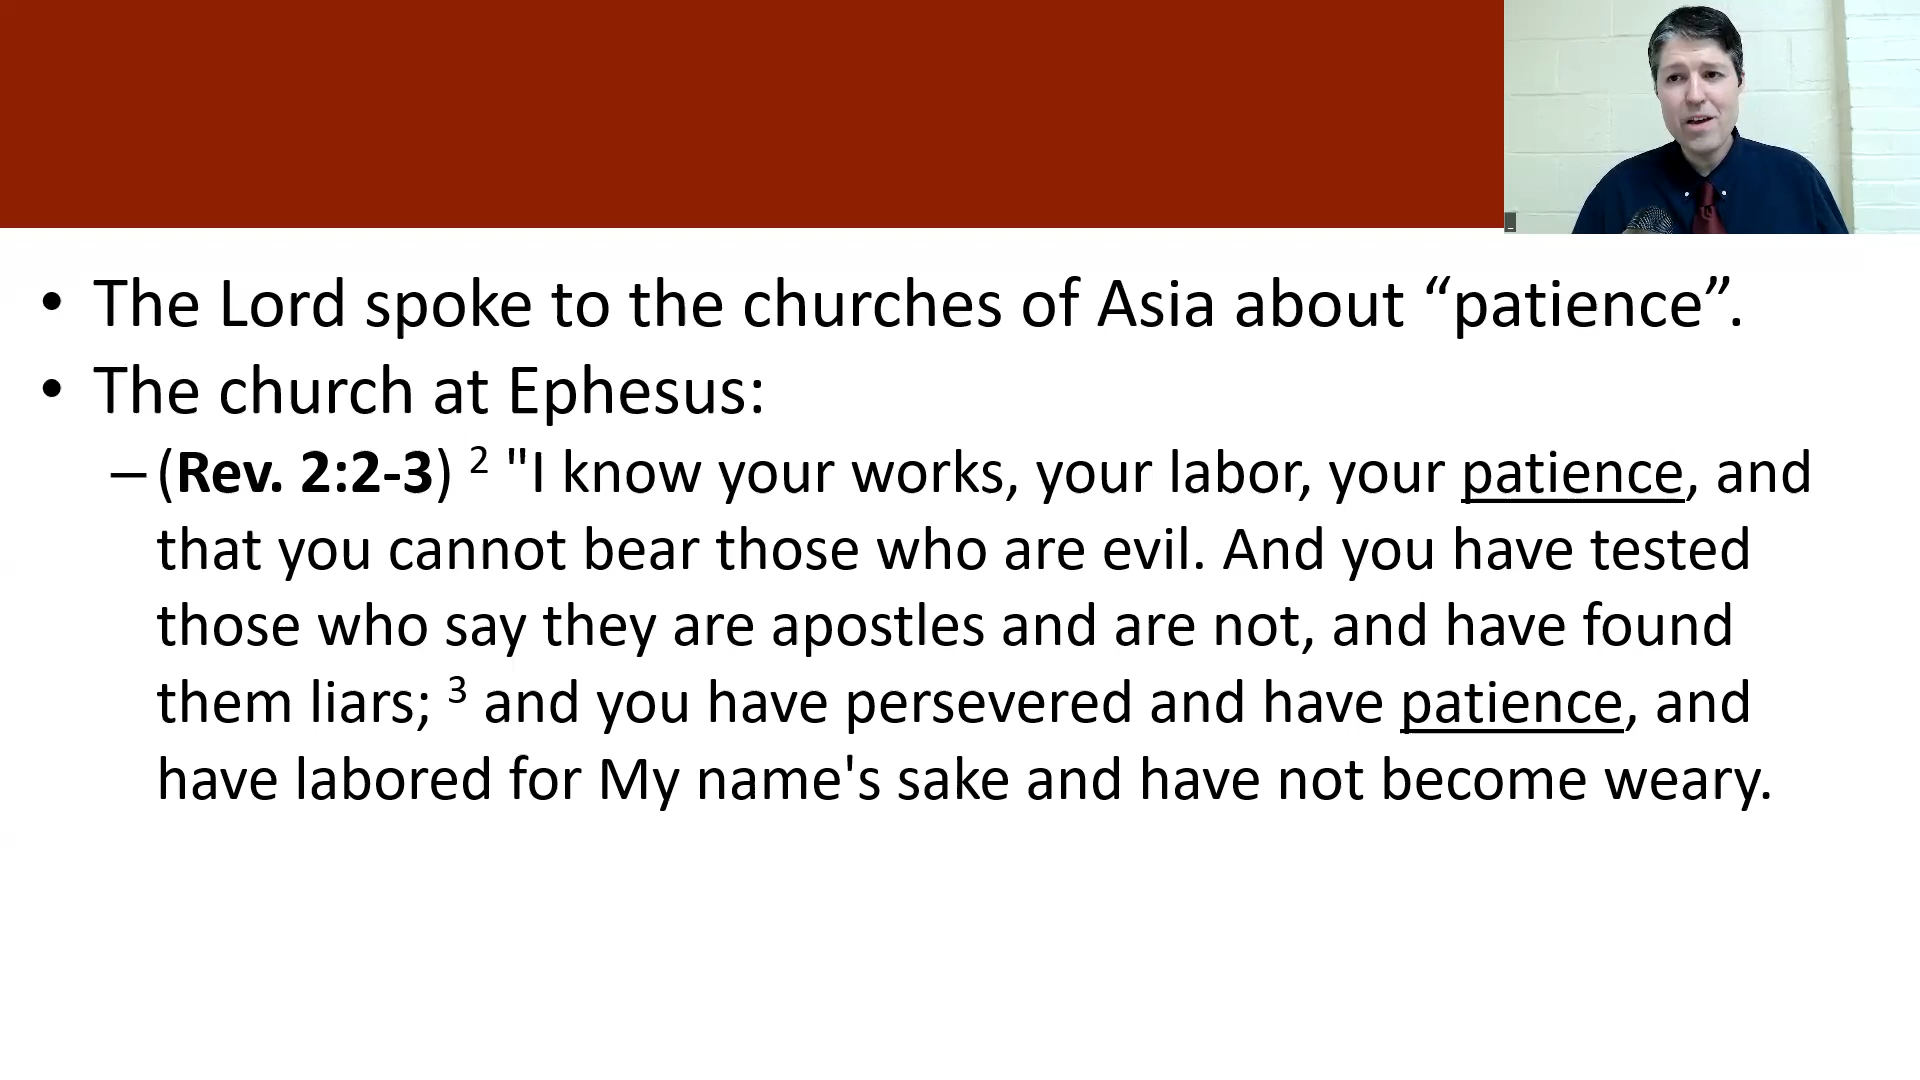 • The Lord spoke to the churches of Asia about “patience”.
• The church at Ephesus:
– (Rev. 2:2-3) 2 "I know your works, your labor, your patience, and
that you cannot bear those who are evil. And you have tested
those who say they are apostles and are not, and have found
them liars; 3 and you have persevered and have patience, and
have labored for My name's sake and have not become weary.